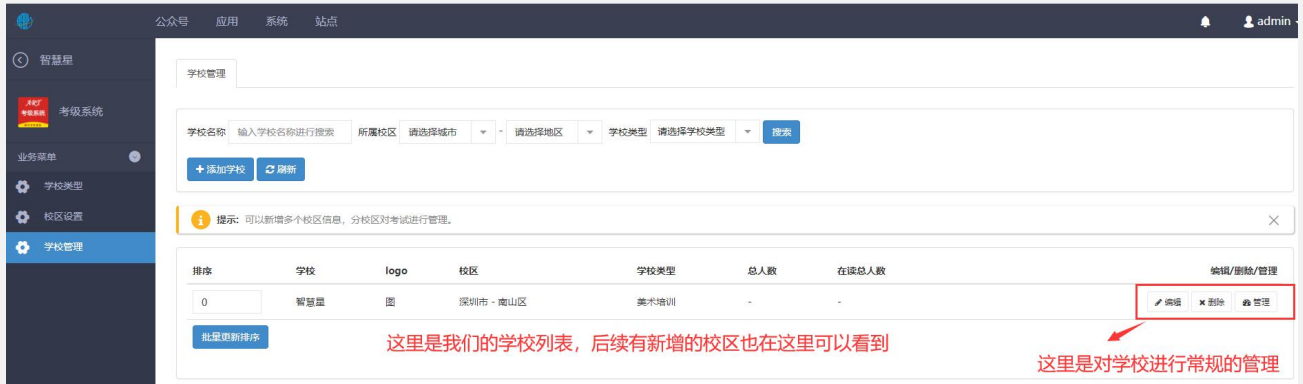 公众号 应用 系统 站点 admin
智慧星
学校管理
ART
考级系统
考级系统
学校名称 输入学校名称进行搜索 所属校区 请选择城市 - 请选择地区 学校类型 请选择学校类型 搜索
业务菜单
添加学校 刷新
学校类型
校区设置
提示: 可以新增多个校区信息，分校区对考试进行管理。
学校管理
排序 学校 logo 校区 学校类型 总人数 在读总人数 编辑/删除/管理
0 智慧星 图 深圳市 - 南山区 美术培训 - - 编辑 删除 管理
批量更新排序
这里是我们的学校列表，后续有新增的校区也在这里可以看到
这里是对学校进行常规的管理